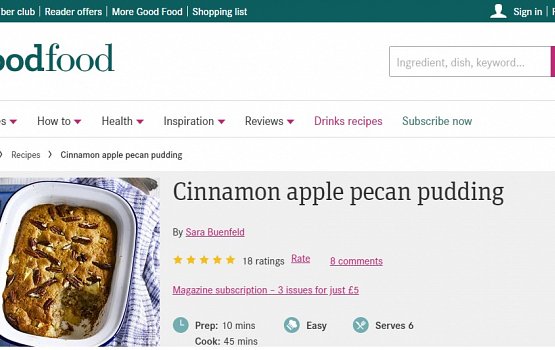 ber club | Reader offers | More Good Food | Shopping list
Sign in |
oodfood
Ingredient, dish, keyword...
es How to Health Inspiration Reviews Drinks recipes Subscribe now
Recipes Cinnamon apple pecan pudding
Cinnamon apple pecan pudding
By Sara Buenfeld
18 ratings Rate 8 comments
Magazine subscription – 3 issues for just £5
Prep: 10 mins Easy Serves 6
Cook: 45 mins